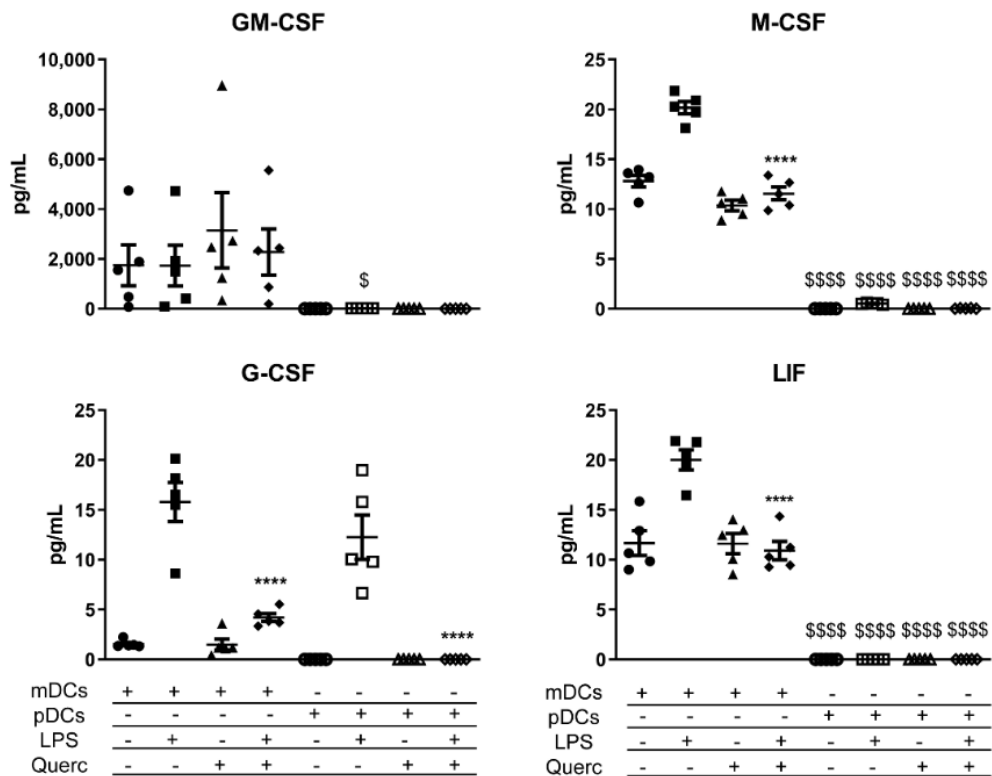 GM-CSF
10,000
8,000
6,000
4,000
2,000
0
pg/mL
$
M-CSF
25
20
15
10
5
0
pg/mL
****
$$$$ $$$$ $$$$ $$$$
G-CSF
25
20
15
10
5
0
pg/mL
****
****
LIF
25
20
15
10
5
0
pg/mL
****
$$$$ $$$$ $$$$ $$$$
mDCs + + + + - - - -
pDCs - - - - + + + +
LPS - + - + - + - +
Querc - - + + - - + +
mDCs + + + + - - - -
pDCs - - - - + + + +
LPS - + - + - + - +
Querc - - + + - - + +